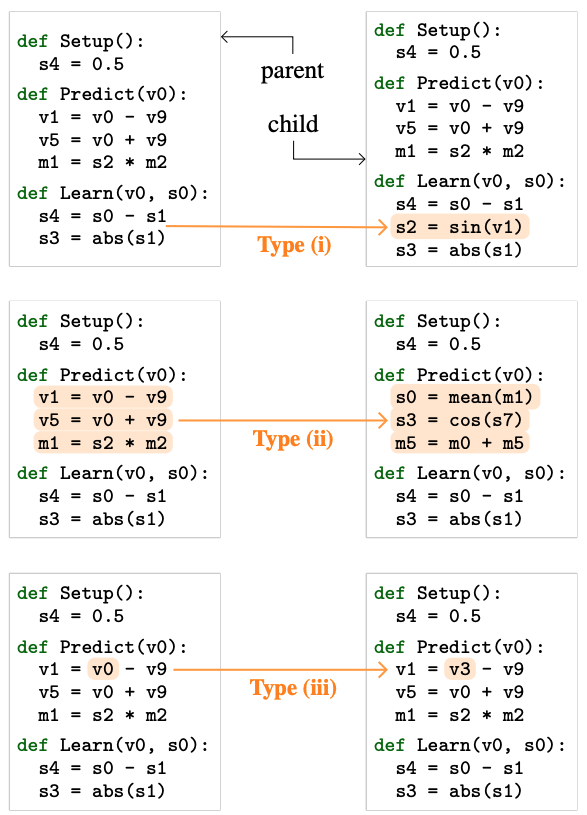 def Setup():
s4 = 0.5
def Predict(v0):
v1 = v0 - v9
v5 = v0 + v9
m1 = s2 * m2
def Learn(v0, s0):
s4 = s0 - s1
s3 = abs(s1)
parent
child
Type (i)
def Setup():
s4 = 0.5
def Predict(v0):
v1 = v0 - v9
v5 = v0 + v9
m1 = s2 * m2
def Learn(v0, s0):
s4 = s0 - s1
s2 = sin(v1)
s3 = abs(s1)
def Setup():
s4 = 0.5
def Predict(v0):
v1 = v0 - v9
v5 = v0 + v9
m1 = s2 * m2
def Learn(v0, s0):
s4 = s0 - s1
s3 = abs(s1)
Type (ii)
def Setup():
s4 = 0.5
def Predict(v0):
s0 = mean(m1)
s3 = cos(s7)
m5 = m0 + m5
def Learn(v0, s0):
s4 = s0 - s1
s3 = abs(s1)
def Setup():
s4 = 0.5
def Predict(v0):
v1 = v0 - v9
v5 = v0 + v9
m1 = s2 * m2
def Learn(v0, s0):
s4 = s0 - s1
s3 = abs(s1)
Type (iii)
def Setup():
s4 = 0.5
def Predict(v0):
v1 = v3 - v9
v5 = v0 + v9
m1 = s2 * m2
def Learn(v0, s0):
s4 = s0 - s1
s3 = abs(s1)